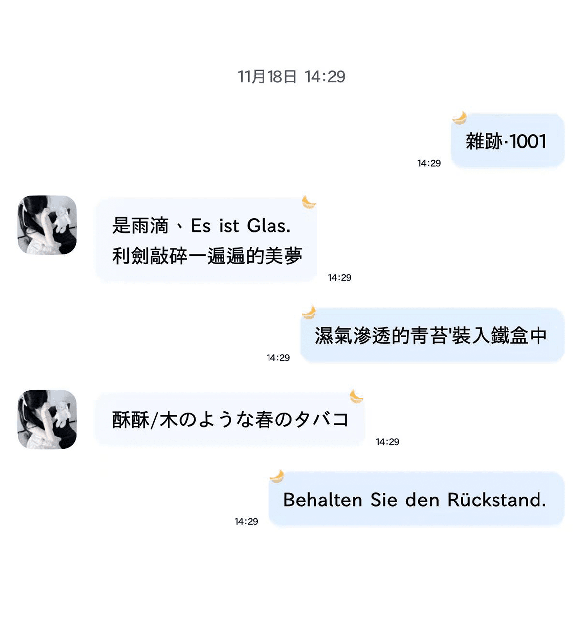 11月18日 14:29
雜跡·1001
14:29
是雨滴、Es ist Glas.
利劍敲碎一遍遍的美夢
14:29
濕氣滲透的靑苔'裝入鐵盒中
14:29
酥酥/木のような春のタバコ
14:29
Behalten Sie den Rückstand.
14:29